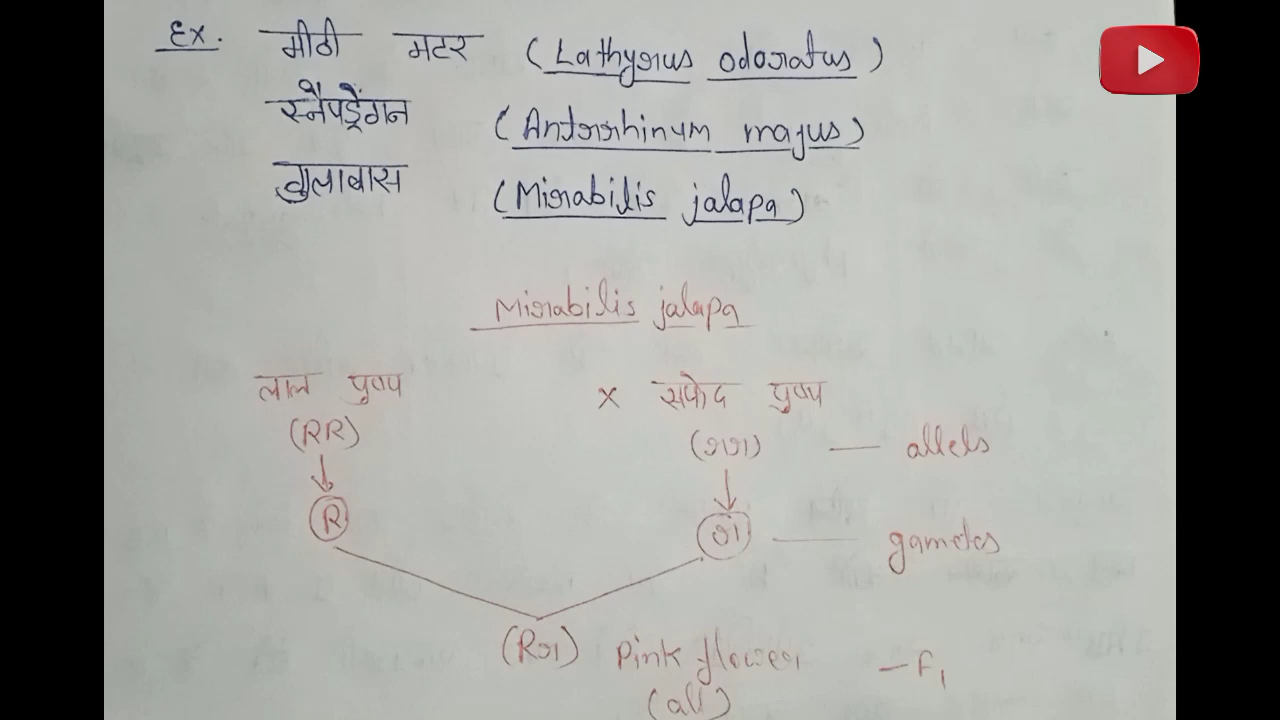 Ex. मीठी मटर (Lathyrus odoratus)
स्नैपड्रैगन (Antirrhinum majus)
गुलाबास (Mirabilis jalapa)
Mirabilis jalapa
लाल पुष्प x सफेद पुष्प
(RR) (rr) — allels
R r — gametes
(Rr) Pink flower - F1
(all)